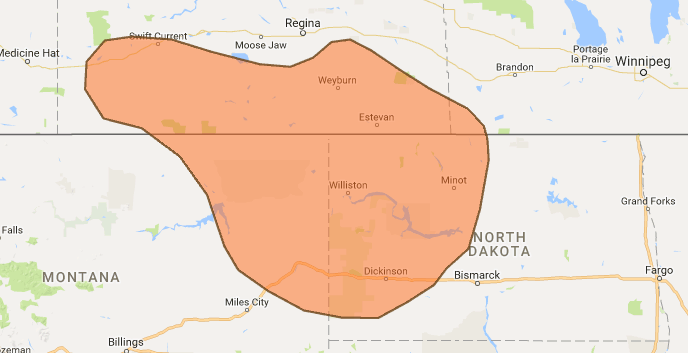 Regina
Swift Current
Moose Jaw
Medicine Hat
Portage
la Prairie
Winnipeg
Brandon
Weyburn
Estevan
Williston
Minot
Grand Forks
Falls
NORTH
DAKOTA
MONTANA
Dickinson
Bismarck
Fargo
Miles City
Billings
zeman